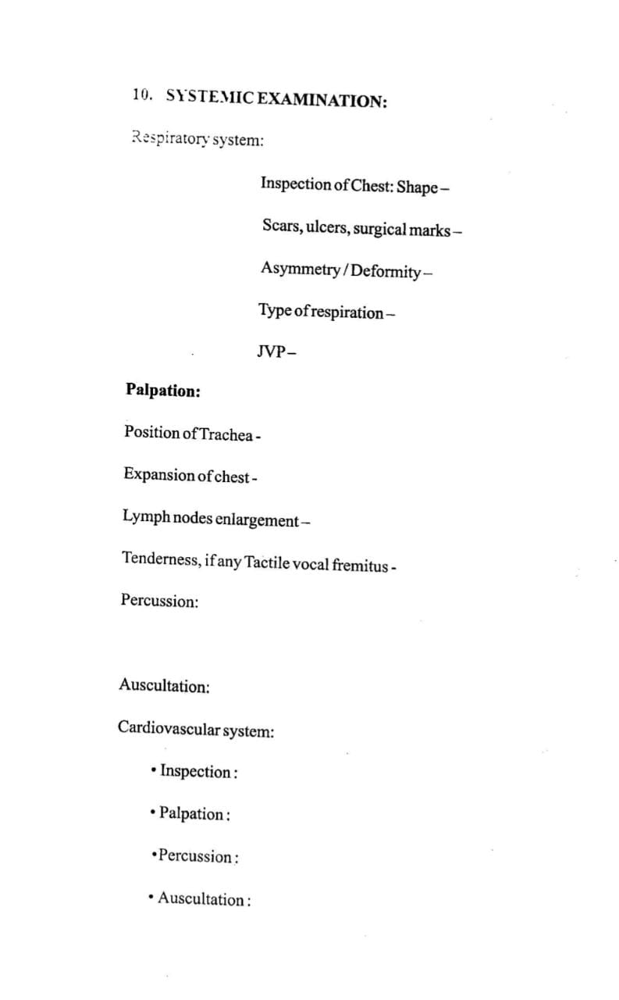 10. SYSTEMIC EXAMINATION:
Respiratory system:
Inspection of Chest: Shape –
Scars, ulcers, surgical marks –
Asymmetry / Deformity –
Type of respiration –
JVP –
Palpation:
Position of Trachea -
Expansion of chest -
Lymph nodes enlargement –
Tenderness, if any Tactile vocal fremitus -
Percussion:
Auscultation:
Cardiovascular system:
• Inspection :
• Palpation :
• Percussion :
• Auscultation :